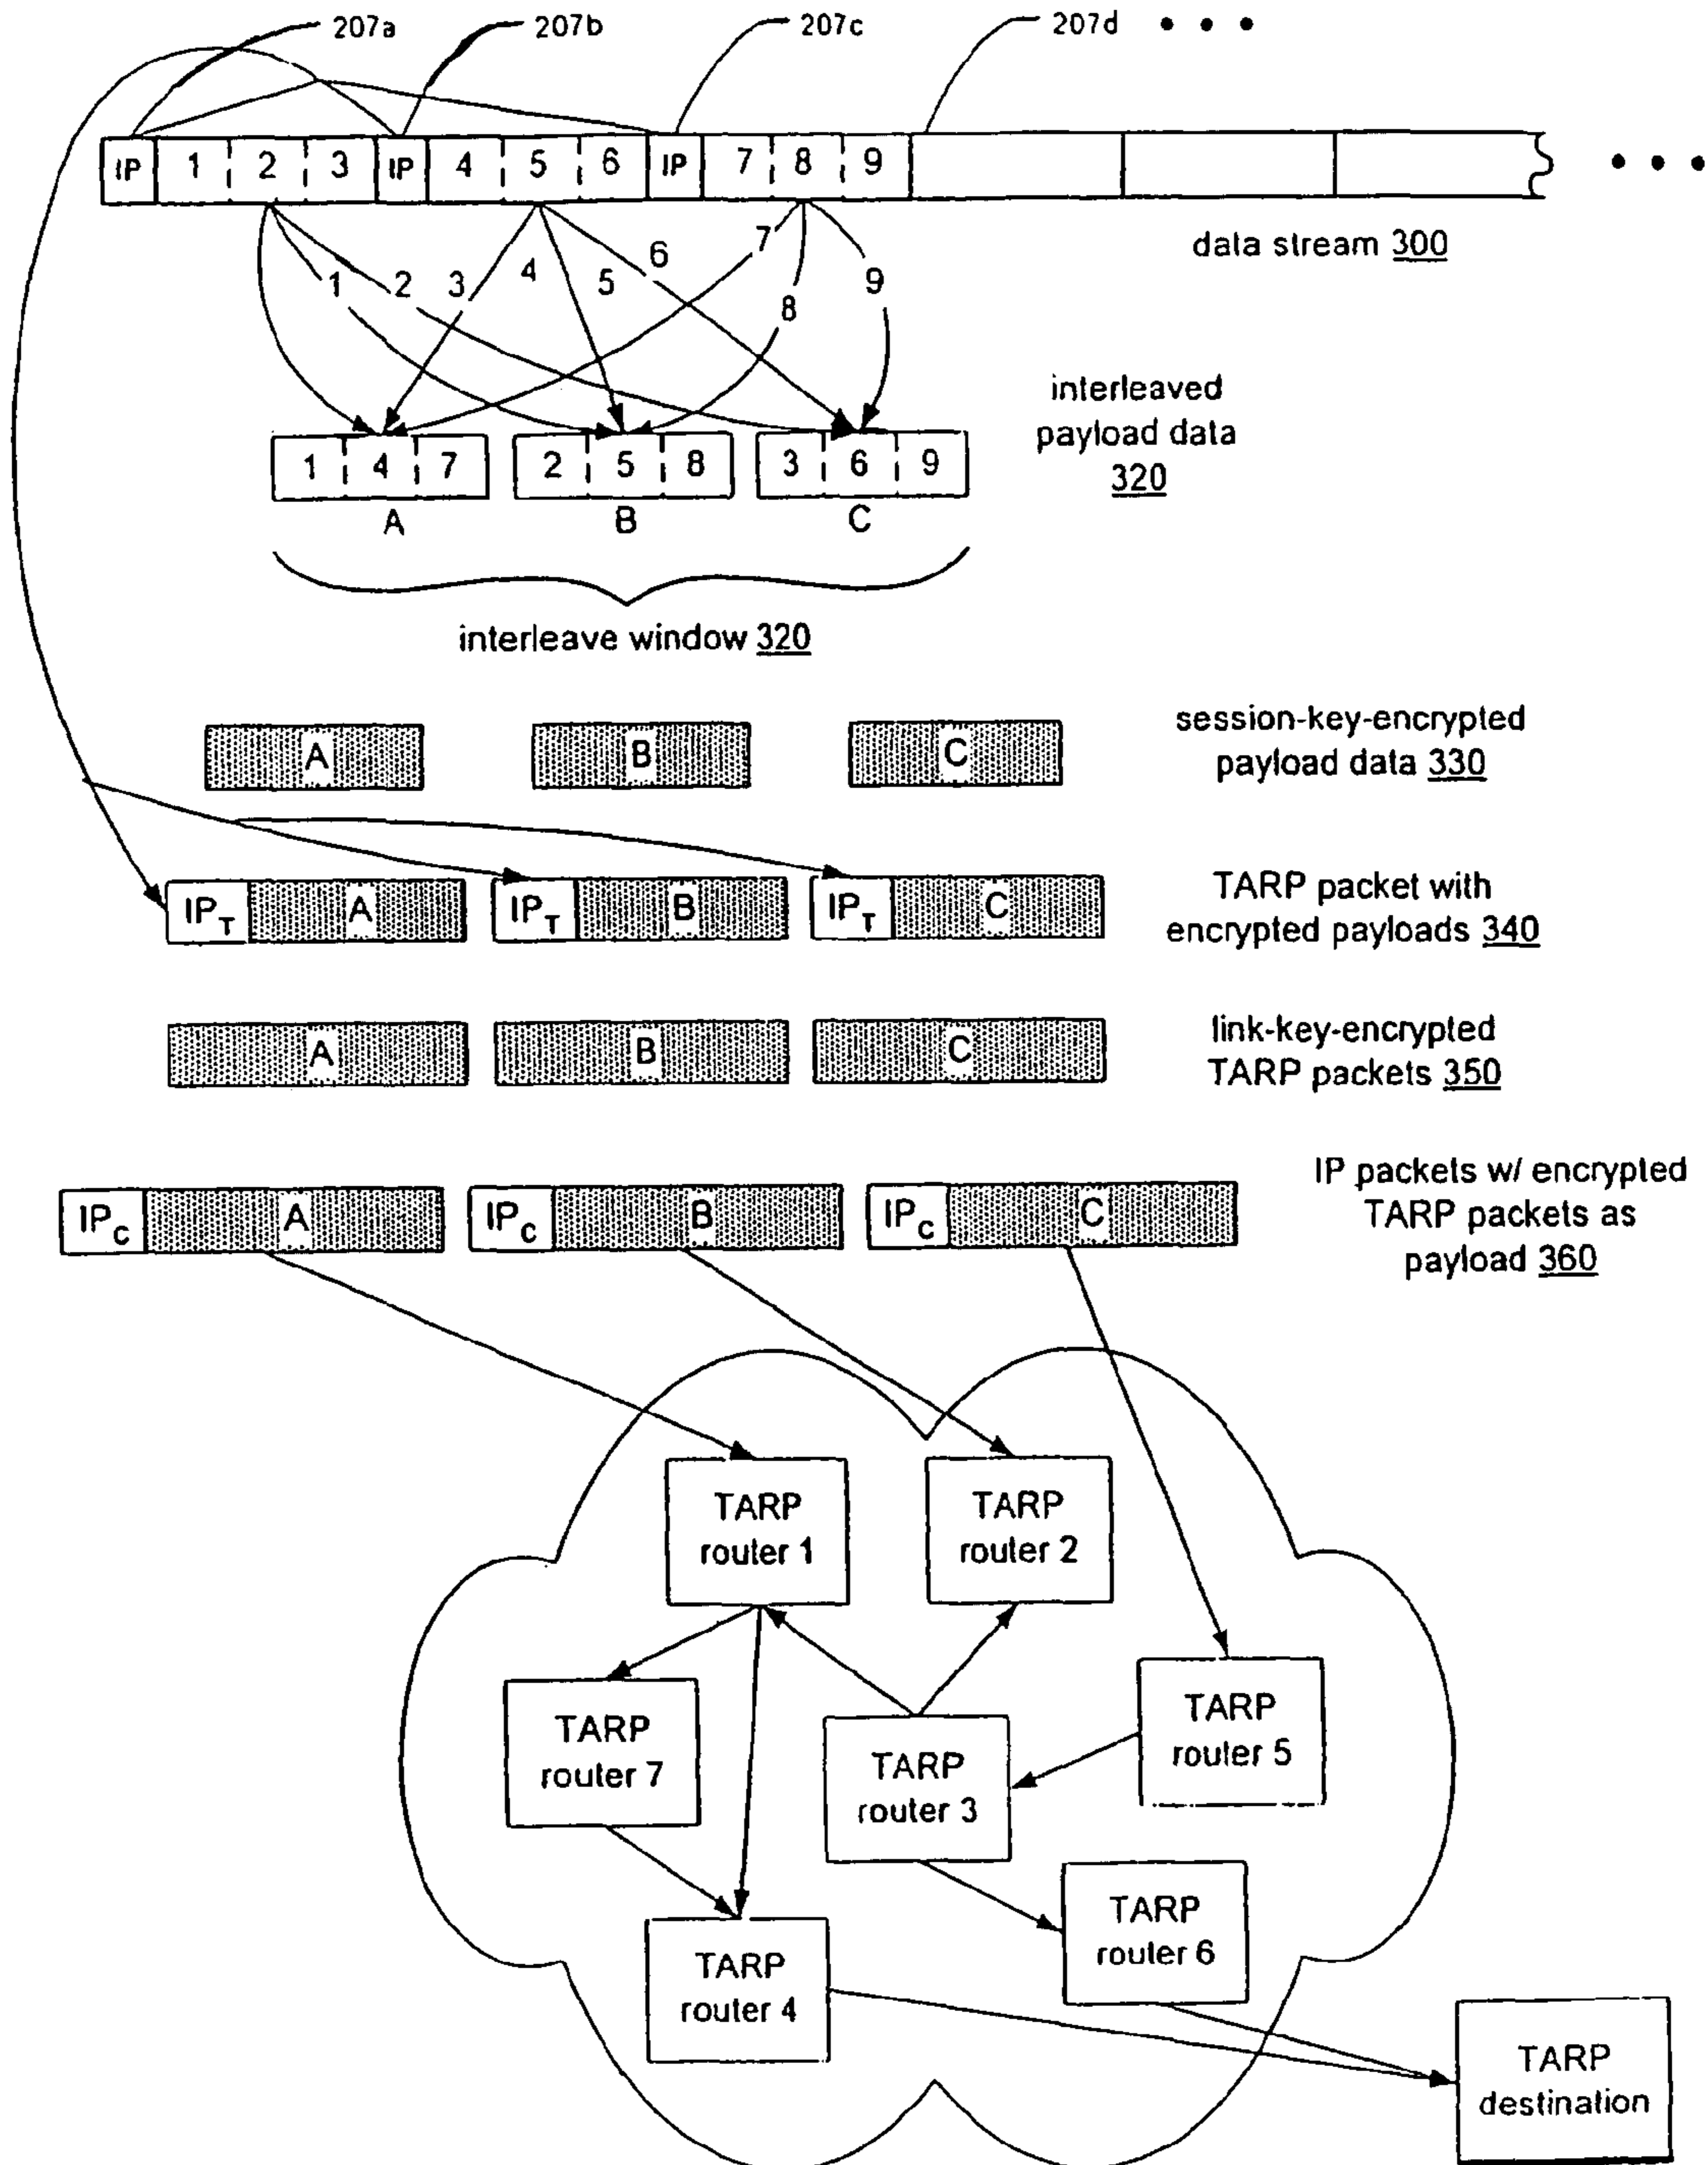 207a 207b 207c 207d • • •
IP 1 2 3 IP 4 5 6 IP 7 8 9 • • •
data stream 300
1 2 3 4 5 6 7 8 9
interleaved
payload data
320
1 4 7 2 5 8 3 6 9
A B C
interleave window 320
A B C
session-key-encrypted
payload data 330
IPT A IPT B IPT C
TARP packet with
encrypted payloads 340
A B C
link-key-encrypted
TARP packets 350
IPC A IPC B IPC C
IP packets w/ encrypted
TARP packets as
payload 360
TARP
router 1
TARP
router 2
TARP
router 5
TARP
router 7
TARP
router 3
TARP
router 6
TARP
router 4
TARP
destination